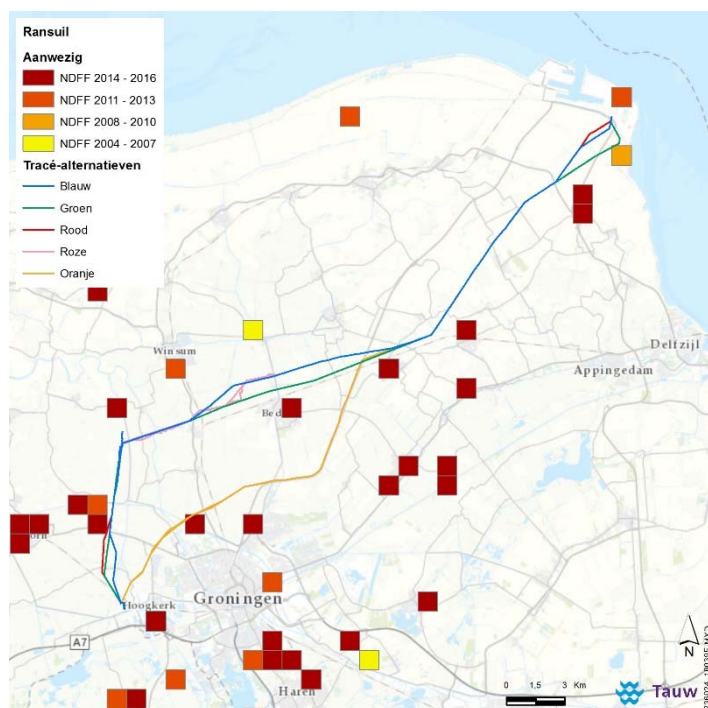 Ransuil
Aanwezig
NDFF 2014 - 2016
NDFF 2011 - 2013
NDFF 2008 - 2010
NDFF 2004 - 2007
Tracé-alternatieven
Blauw
Groen
Rood
Roze
Oranje
Winsum
Delfzijl
Appingedam
Bed
Hoogkerk
Groningen
A7
Haren
N
0 1,5 3 Km
Tauw